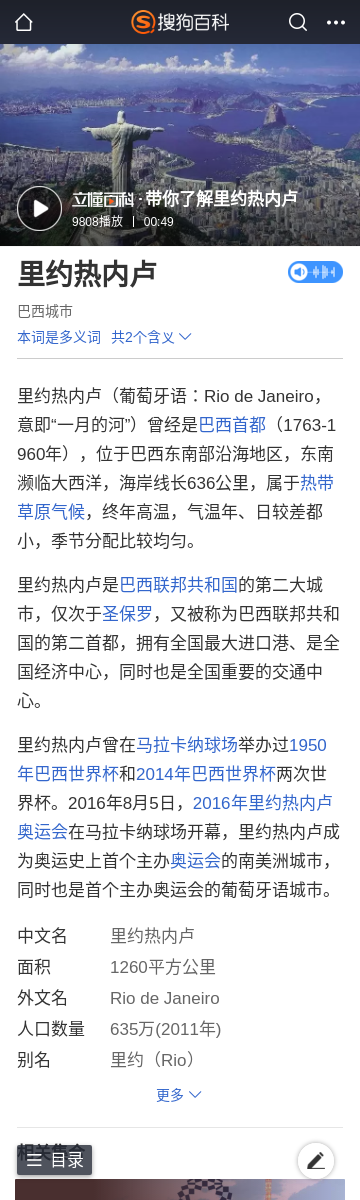 搜狗百科
立懂百科·带你了解里约热内卢
9808播放 | 00:49
里约热内卢
巴西城市
本词是多义词 共2个含义
里约热内卢（葡萄牙语：Rio de Janeiro，
意即“一月的河”）曾经是巴西首都（1763-1
960年），位于巴西东南部沿海地区，东南
濒临大西洋，海岸线长636公里，属于热带
草原气候，终年高温，气温年、日较差都
小，季节分配比较均匀。
里约热内卢是巴西联邦共和国的第二大城
市，仅次于圣保罗，又被称为巴西联邦共和
国的第二首都，拥有全国最大进口港、是全
国经济中心，同时也是全国重要的交通中
心。
里约热内卢曾在马拉卡纳球场举办过1950
年巴西世界杯和2014年巴西世界杯两次世
界杯。2016年8月5日，2016年里约热内卢
奥运会在马拉卡纳球场开幕，里约热内卢成
为奥运史上首个主办奥运会的南美洲城市，
同时也是首个主办奥运会的葡萄牙语城市。
中文名 里约热内卢
面积 1260平方公里
外文名 Rio de Janeiro
人口数量 635万(2011年)
别名 里约（Rio）
更多
目录